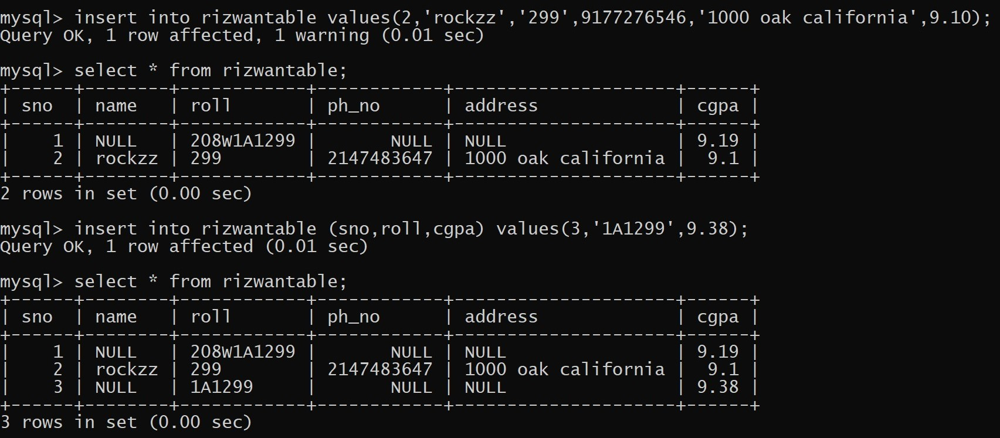 mysql> insert into rizwantable values(2,'rockzz','299',9177276546,'1000 oak california',9.10);
Query OK, 1 row affected, 1 warning (0.01 sec)
mysql> select * from rizwantable;
+------+--------+------------+------------+---------------------+------+
| sno  | name   | roll       | ph_no      | address             | cgpa |
+------+--------+------------+------------+---------------------+------+
|    1 | NULL   | 208W1A1299 |       NULL | NULL                | 9.19 |
|    2 | rockzz | 299        | 2147483647 | 1000 oak california |  9.1 |
+------+--------+------------+------------+---------------------+------+
2 rows in set (0.00 sec)
mysql> insert into rizwantable (sno,roll,cgpa) values(3,'1A1299',9.38);
Query OK, 1 row affected (0.01 sec)
mysql> select * from rizwantable;
+------+--------+------------+------------+---------------------+------+
| sno  | name   | roll       | ph_no      | address             | cgpa |
+------+--------+------------+------------+---------------------+------+
|    1 | NULL   | 208W1A1299 |       NULL | NULL                | 9.19 |
|    2 | rockzz | 299        | 2147483647 | 1000 oak california |  9.1 |
|    3 | NULL   | 1A1299     |       NULL | NULL                | 9.38 |
+------+--------+------------+------------+---------------------+------+
3 rows in set (0.00 sec)